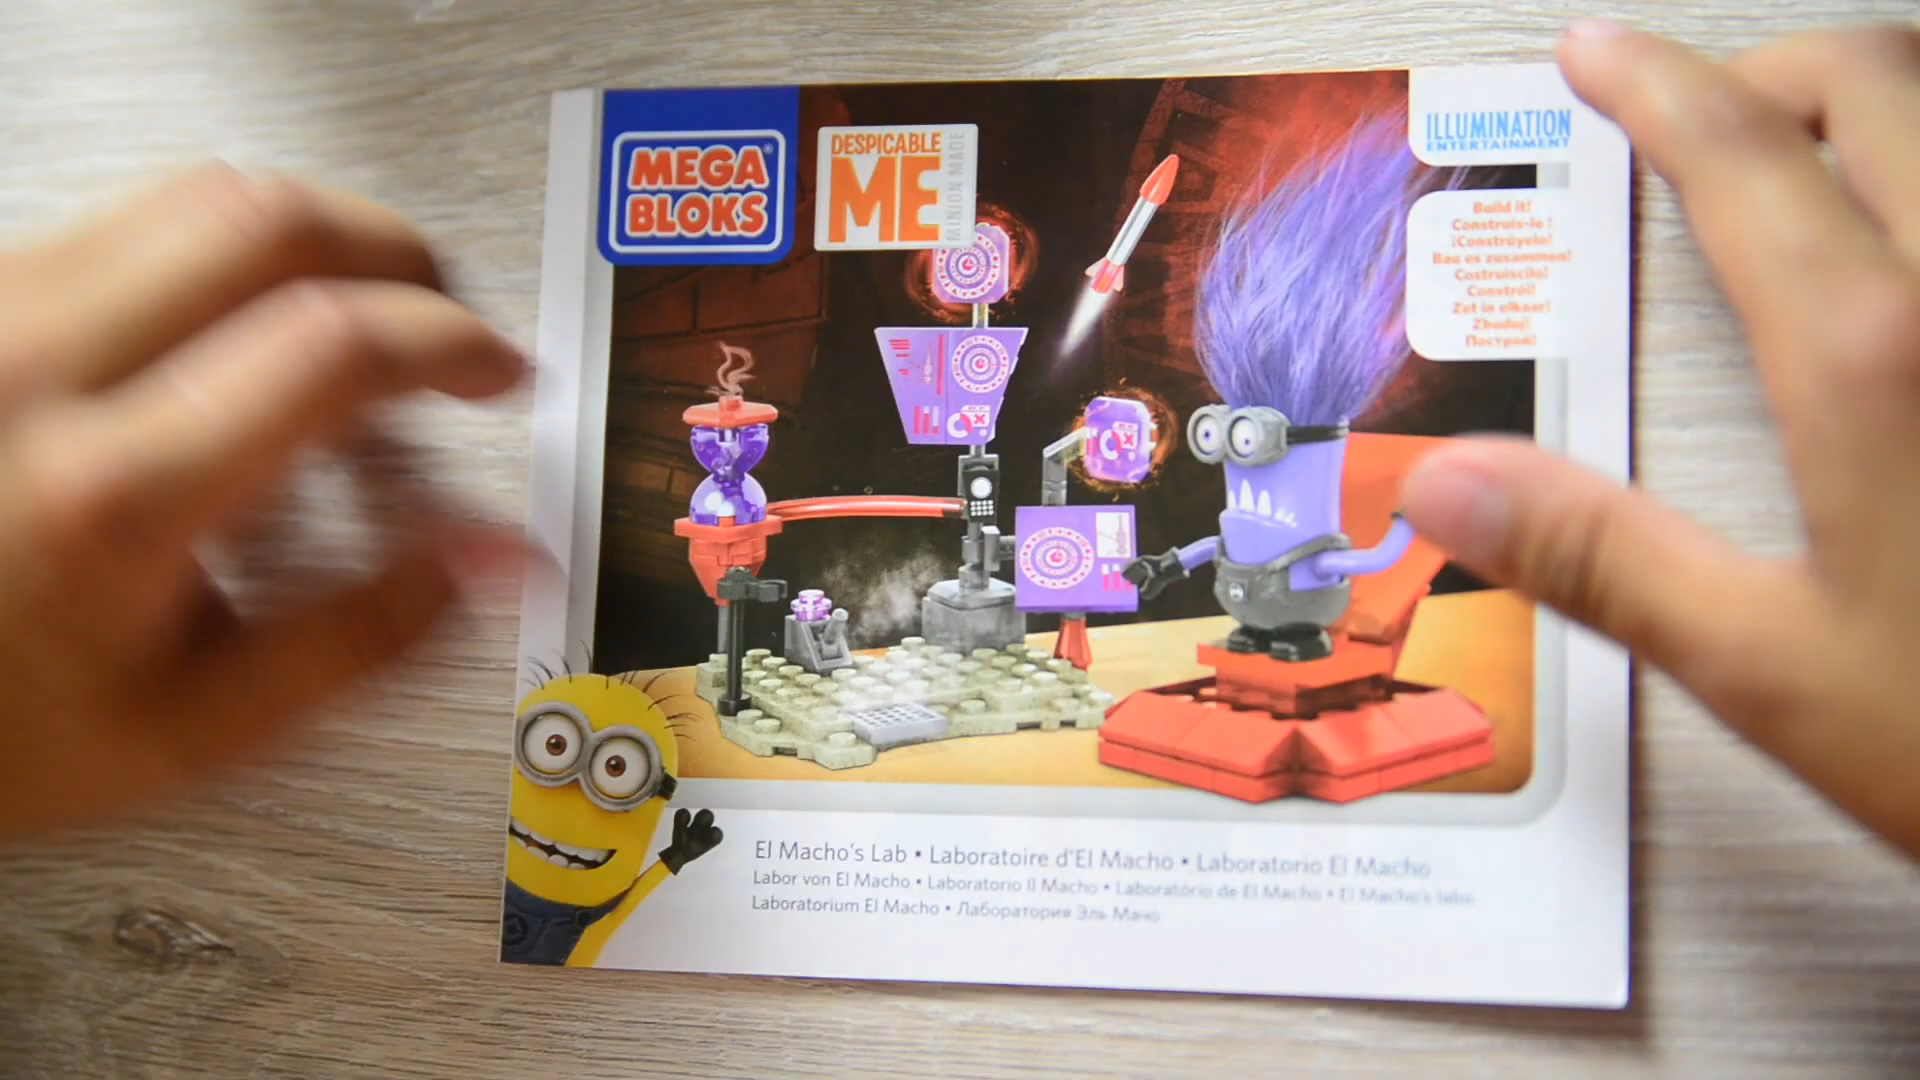 MEGA
BLOKS®
DESPICABLE
ME
MINION MADE
ILLUMINATION
ENTERTAINMENT
Build it!
Construis-le !
¡Constrúyelo!
Bau es zusammen!
Costruiscilo!
Constrói!
Zet in elkaar!
Zbuduj!
Построй!
El Macho's Lab • Laboratoire d'El Macho • Laboratorio El Macho
Labor von El Macho • Laboratorio Il Macho • Laboratório de El Macho • El Macho's labo
Laboratorium El Macho • Лаборатория Эль Мачо